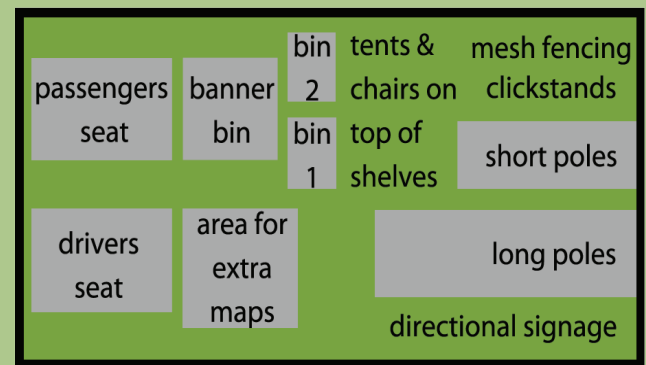 passengers
seat
banner
bin
bin
2
bin
1
tents &
chairs on
top of
shelves
mesh fencing
clickstands
short poles
drivers
seat
area for
extra
maps
long poles
directional signage